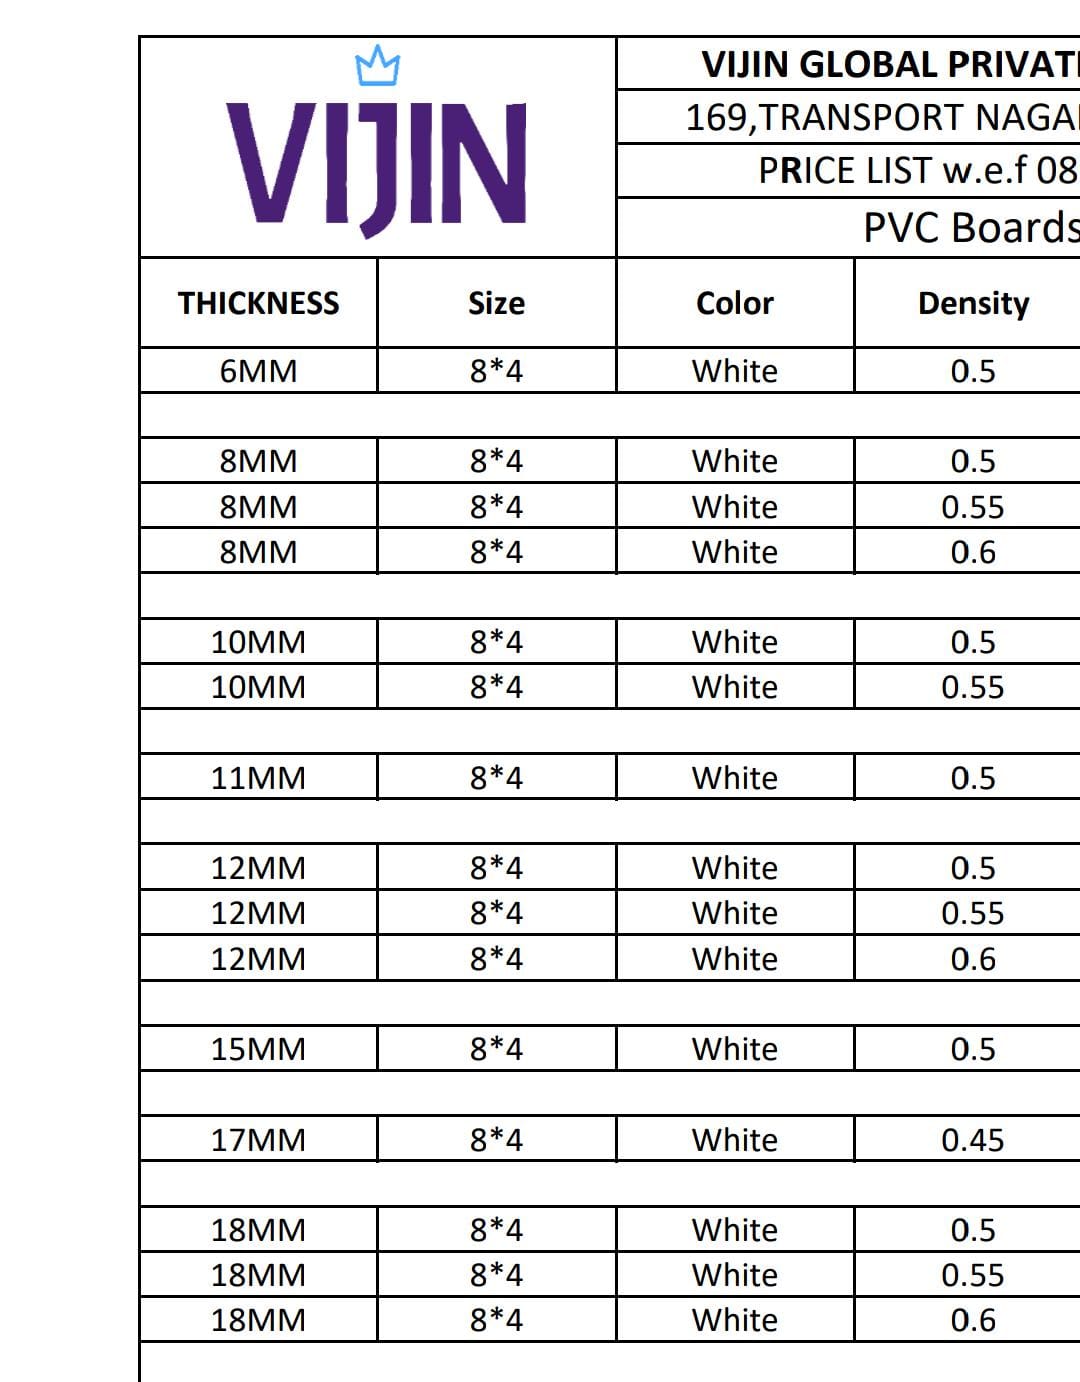 VIJIN
VIJIN GLOBAL PRIVAT
169,TRANSPORT NAGA
PRICE LIST w.e.f 08
PVC Boards
THICKNESS Size Color Density
6MM 8*4 White 0.5
8MM 8*4 White 0.5
8MM 8*4 White 0.55
8MM 8*4 White 0.6
10MM 8*4 White 0.5
10MM 8*4 White 0.55
11MM 8*4 White 0.5
12MM 8*4 White 0.5
12MM 8*4 White 0.55
12MM 8*4 White 0.6
15MM 8*4 White 0.5
17MM 8*4 White 0.45
18MM 8*4 White 0.5
18MM 8*4 White 0.55
18MM 8*4 White 0.6